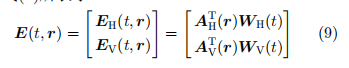 E(t, r) = [ E_H(t, r) ; E_V(t, r) ] = [ A_H^T(r)W_H(t) ; A_V^T(r)W_V(t) ] (9)